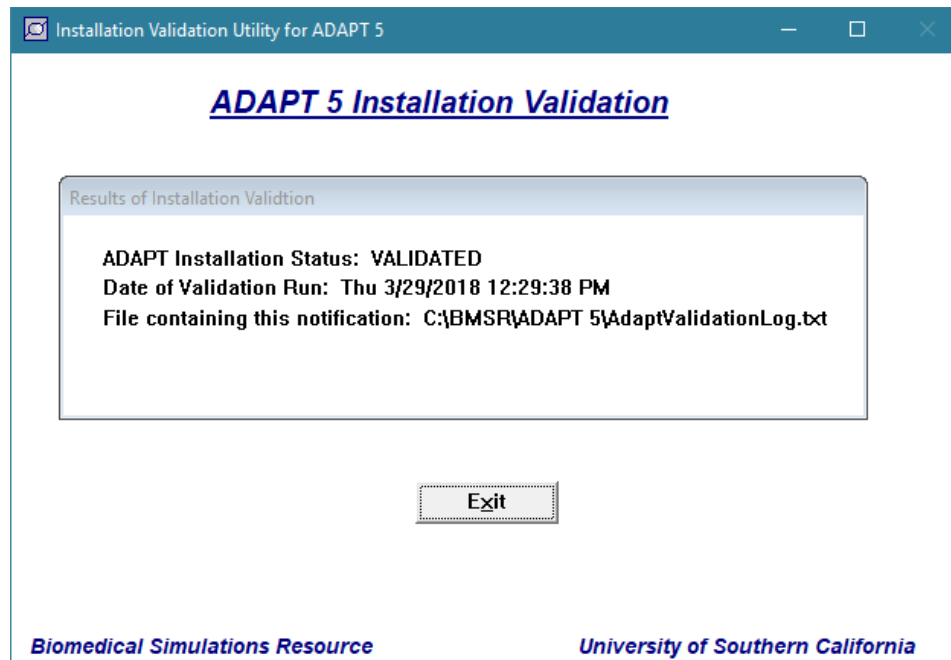 Installation Validation Utility for ADAPT 5
ADAPT 5 Installation Validation
Results of Installation Validtion
ADAPT Installation Status: VALIDATED
Date of Validation Run: Thu 3/29/2018 12:29:38 PM
File containing this notification: C:\BMSR\ADAPT 5\AdaptValidationLog.txt
Exit
Biomedical Simulations Resource
University of Southern California